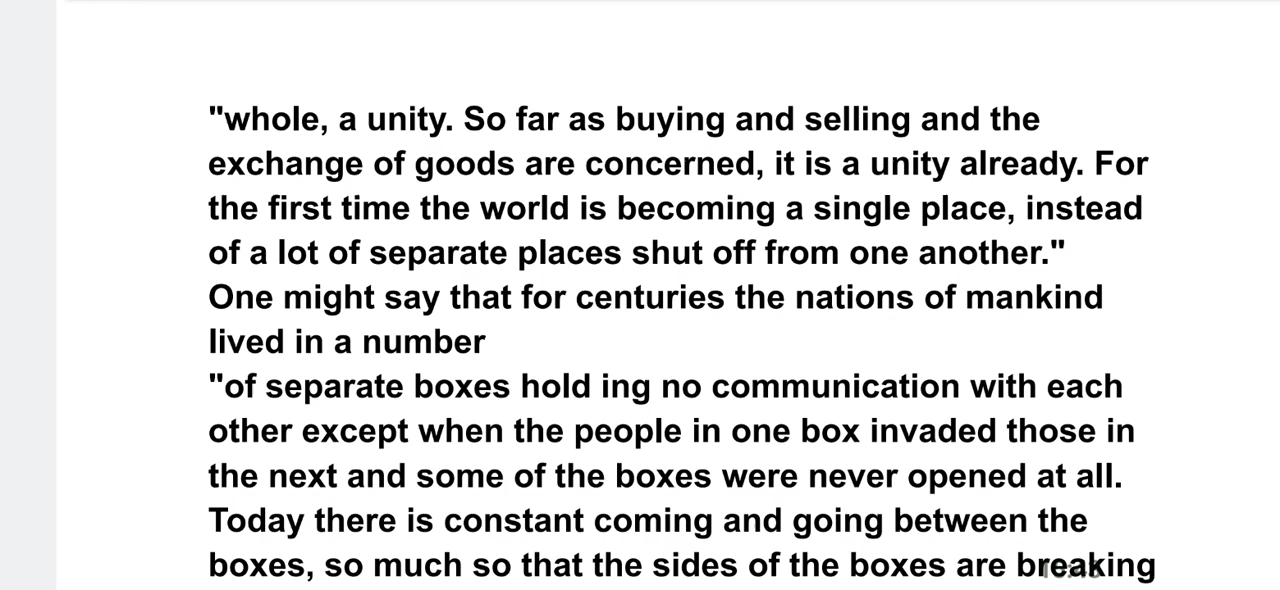 "whole, a unity. So far as buying and selling and the
exchange of goods are concerned, it is a unity already. For
the first time the world is becoming a single place, instead
of a lot of separate places shut off from one another."
One might say that for centuries the nations of mankind
lived in a number
"of separate boxes hold ing no communication with each
other except when the people in one box invaded those in
the next and some of the boxes were never opened at all.
Today there is constant coming and going between the
boxes, so much so that the sides of the boxes are breaking